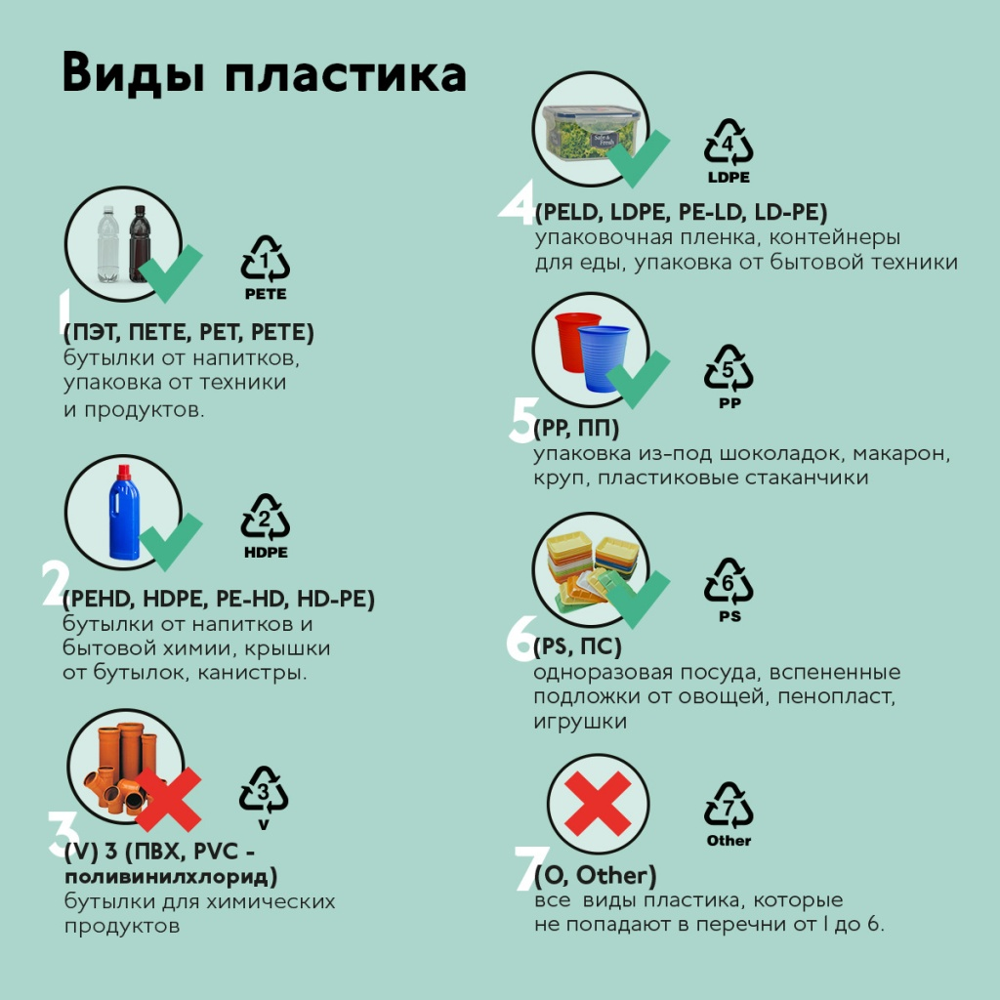 Виды пластика
1
1
PETE
(ПЭТ, ПЕТЕ, PET, PETE)
бутылки от напитков,
упаковка от техники
и продуктов.
2
2
HDPE
(PEHD, HDPE, PE-HD, HD-PE)
бутылки от напитков и
бытовой химии, крышки
от бутылок, канистры.
3
3
V
(V) 3 (ПВХ, PVC -
поливинилхлорид)
бутылки для химических
продуктов
Safe &
Fresh
4
4
LDPE
(PELD, LDPE, PE-LD, LD-PE)
упаковочная пленка, контейнеры
для еды, упаковка от бытовой техники
5
5
PP
(PP, ПП)
упаковка из-под шоколадок, макарон,
круп, пластиковые стаканчики
6
6
PS
(PS, ПС)
одноразовая посуда, вспененные
подложки от овощей, пенопласт,
игрушки
7
7
Other
(O, Other)
все виды пластика, которые
не попадают в перечни от 1 до 6.